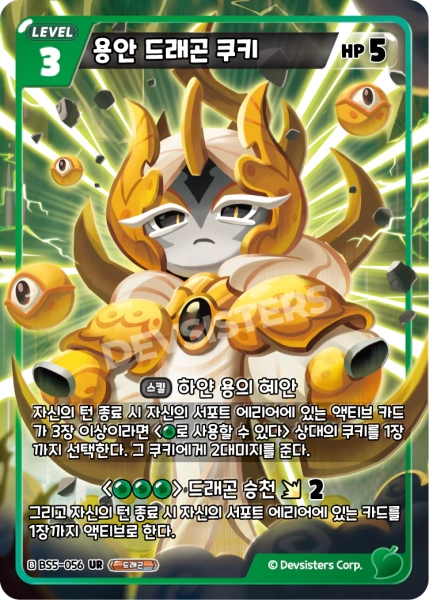 LEVEL
3
용안 드래곤 쿠키
HP 5
DEVSISTERS
스킬 하얀 용의 혜안
자신의 턴 종료 시 자신의 서포트 에리어에 있는 액티브 카드
가 3장 이상이라면 <로 사용할 수 있다> 상대의 쿠키를 1장
까지 선택한다. 그 쿠키에게 2대미지를 준다.
< > 드래곤 승천 2
그리고 자신의 턴 종료 시 자신의 서포트 에리어에 있는 카드를
1장까지 액티브로 한다.
B BS5-056 UR 드래곤
© Devsisters Corp.